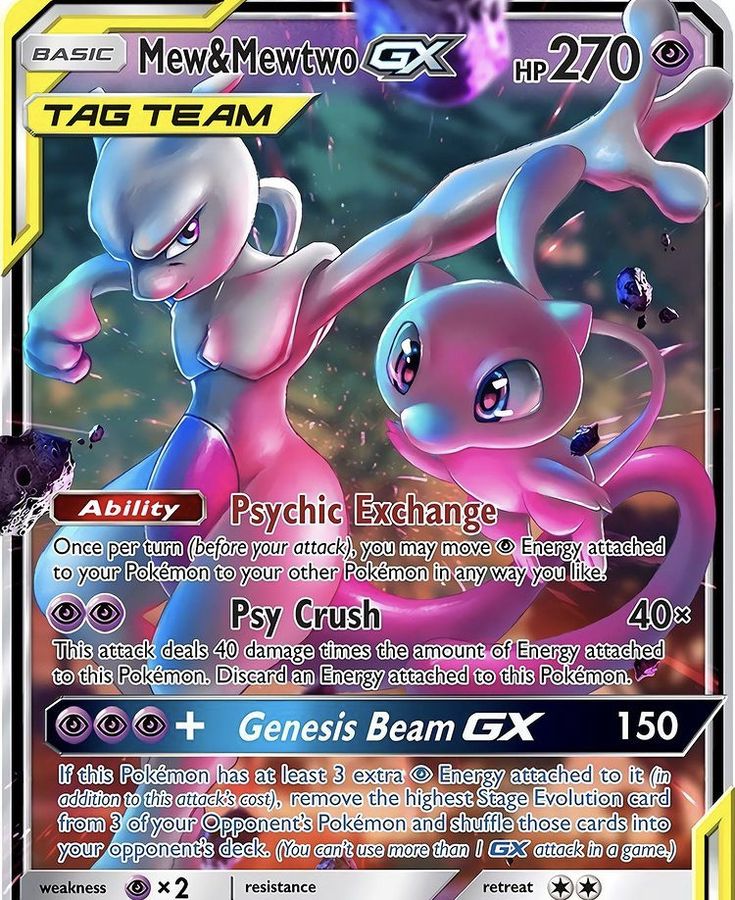 BASIC Mew&Mewtwo GX HP 270
TAG TEAM
Ability Psychic Exchange
Once per turn (before your attack), you may move Energy attached
to your Pokémon to your other Pokémon in any way you like.
Psy Crush 40×
This attack deals 40 damage times the amount of Energy attached
to this Pokémon. Discard an Energy attached to this Pokémon.
+ Genesis Beam GX 150
If this Pokémon has at least 3 extra Energy attached to it (in
addition to this attack's cost), remove the highest Stage Evolution card
from 3 of your Opponent's Pokémon and shuffle those cards into
your opponent's deck. (You can't use more than 1 GX attack in a game.)
weakness ×2 resistance retreat